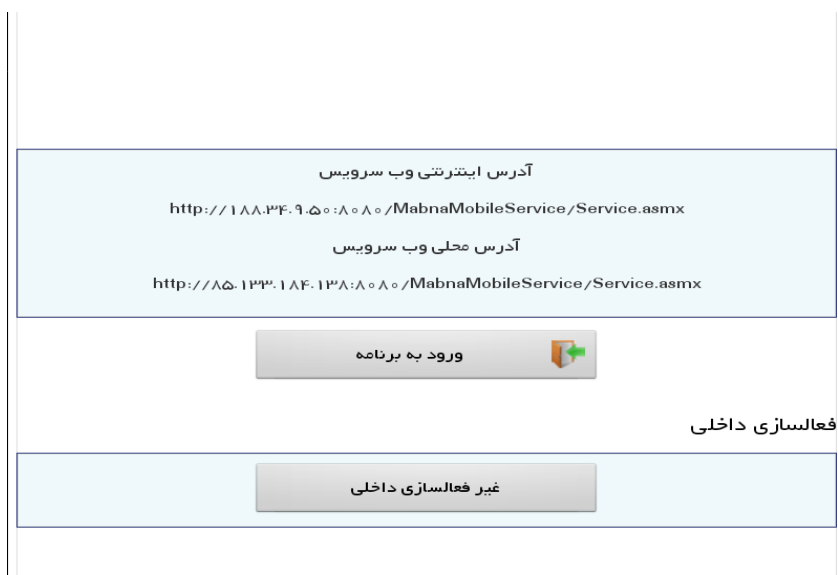 آدرس اینترنتی وب سرویس
http://۱۸۸.۳۴.۹.۵۰:۸۰۸۰/MabnaMobileService/Service.asmx
آدرس محلی وب سرویس
http://۸۵.۱۳۳.۱۸۴.۱۳۸:۸۰۸۰/MabnaMobileService/Service.asmx
ورود به برنامه
فعالسازی داخلی
غیر فعالسازی داخلی